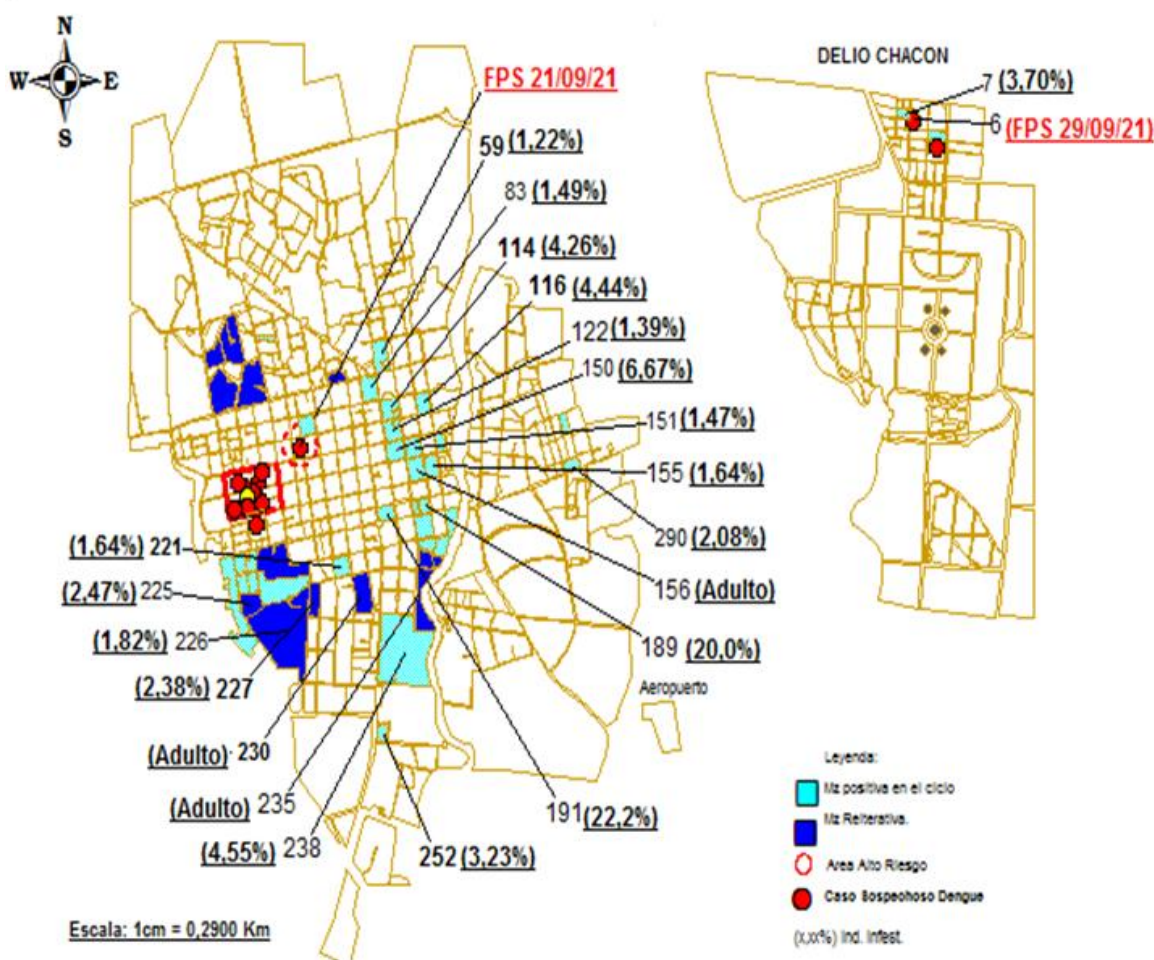 N
W E
S
FPS 21/09/21
59 (1,22%)
83 (1,49%)
114 (4,26%)
116 (4,44%)
122 (1,39%)
150 (6,67%)
151 (1,47%)
155 (1,64%)
290 (2,08%)
156 (Adulto)
189 (20,0%)
Aeropuerto
(1,64%) 221
(2,47%) 225
(1,82%) 226
(2,38%) 227
(Adulto) 230
(Adulto) 235
(4,55%) 238
191 (22,2%)
252 (3,23%)
Escala: 1cm = 0,2900 Km
DELIO CHACON
7 (3,70%)
6 (FPS 29/09/21)
Leyenda:
Mz positiva en el ciclo
Mz Reiterativa.
Area Alto Riesgo
Caso Sospechoso Dengue
(x,xx%) Ind. Infest.